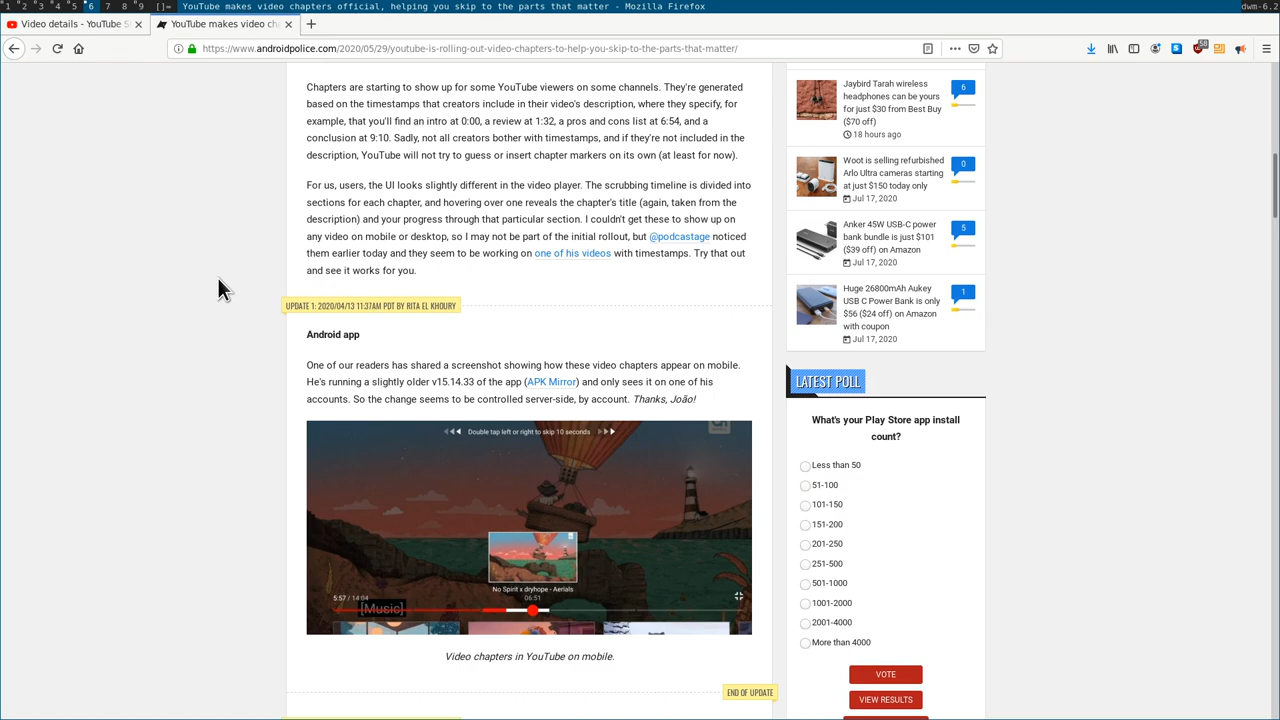 1 2 3 4 5 6 7 8 9 []= YouTube makes video chapters official, helping you skip to the parts that matter - Mozilla Firefox dwm-6.2
Video details - YouTube S
YouTube makes video cha
https://www.androidpolice.com/2020/05/29/youtube-is-rolling-out-video-chapters-to-help-you-skip-to-the-parts-that-matter/
Chapters are starting to show up for some YouTube viewers on some channels. They're generated
based on the timestamps that creators include in their video's description, where they specify, for
example, that you'll find an intro at 0:00, a review at 1:32, a pros and cons list at 6:54, and a
conclusion at 9:10. Sadly, not all creators bother with timestamps, and if they're not included in the
description, YouTube will not try to guess or insert chapter markers on its own (at least for now).
For us, users, the UI looks slightly different in the video player. The scrubbing timeline is divided into
sections for each chapter, and hovering over one reveals the chapter's title (again, taken from the
description) and your progress through that particular section. I couldn't get these to show up on
any video on mobile or desktop, so I may not be part of the initial rollout, but @podcastage noticed
them earlier today and they seem to be working on one of his videos with timestamps. Try that out
and see it works for you.
UPDATE 1: 2020/04/13 11:37AM PDT BY RITA EL KHOURY
Android app
One of our readers has shared a screenshot showing how these video chapters appear on mobile.
He's running a slightly older v15.14.33 of the app (APK Mirror) and only sees it on one of his
accounts. So the change seems to be controlled server-side, by account. Thanks, João!
Double tap left or right to skip 10 seconds
No Spirit x dryhope - Aerials
5:57 / 14:04
06:51
[Music]
Video chapters in YouTube on mobile.
END OF UPDATE
Jaybird Tarah wireless
headphones can be yours
for just $30 from Best Buy
($70 off)
18 hours ago
6
Woot is selling refurbished
Arlo Ultra cameras starting
at just $150 today only
Jul 17, 2020
0
Anker 45W USB-C power
bank bundle is just $101
($39 off) on Amazon
Jul 17, 2020
5
Huge 26800mAh Aukey
USB C Power Bank is only
$56 ($24 off) on Amazon
with coupon
Jul 17, 2020
1
LATEST POLL
What's your Play Store app install
count?
Less than 50
51-100
101-150
151-200
201-250
251-500
501-1000
1001-2000
2001-4000
More than 4000
VOTE
VIEW RESULTS